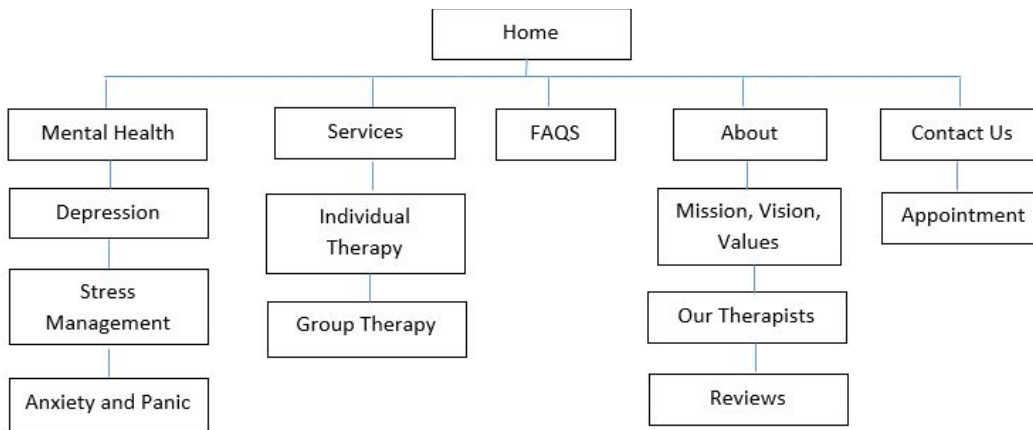 Home
Mental Health
Services
FAQS
About
Contact Us
Depression
Individual
Therapy
Mission, Vision,
Values
Appointment
Stress
Management
Group Therapy
Our Therapists
Anxiety and Panic
Reviews